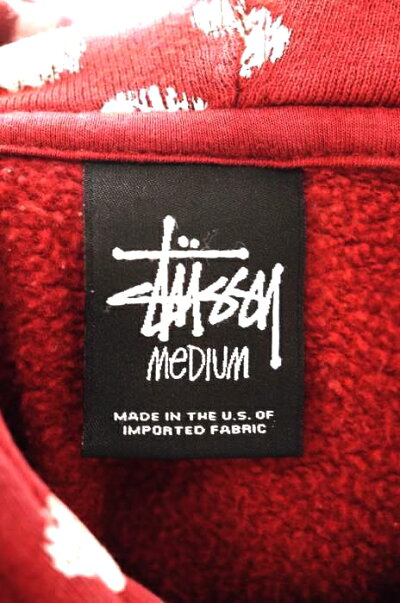 Stüssy
MEDIUM
MADE IN THE U.S. OF
IMPORTED FABRIC